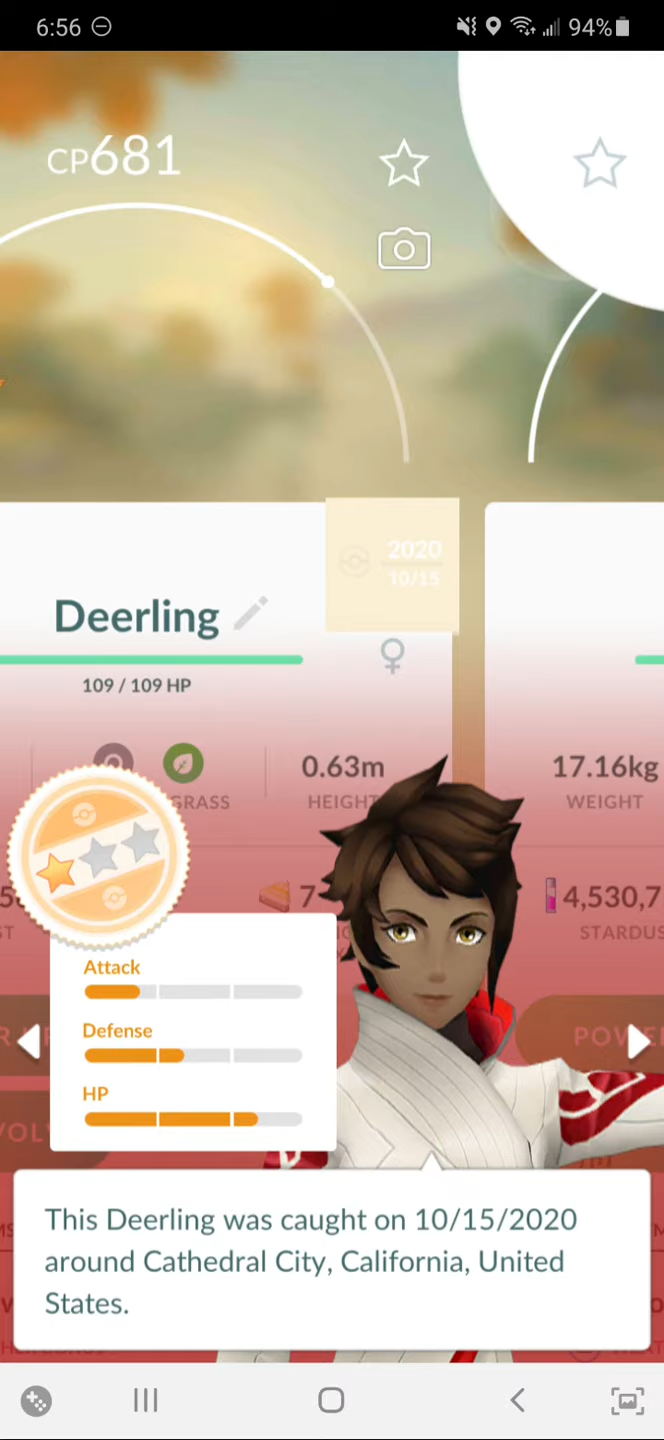 6:56
94%
CP681
2020
10/15
Deerling
109 / 109 HP
GRASS
0.63m
HEIGHT
17.16kg
WEIGHT
7
4,530,7
STARDUS
Attack
Defense
HP
POW
This Deerling was caught on 10/15/2020
around Cathedral City, California, United
States.